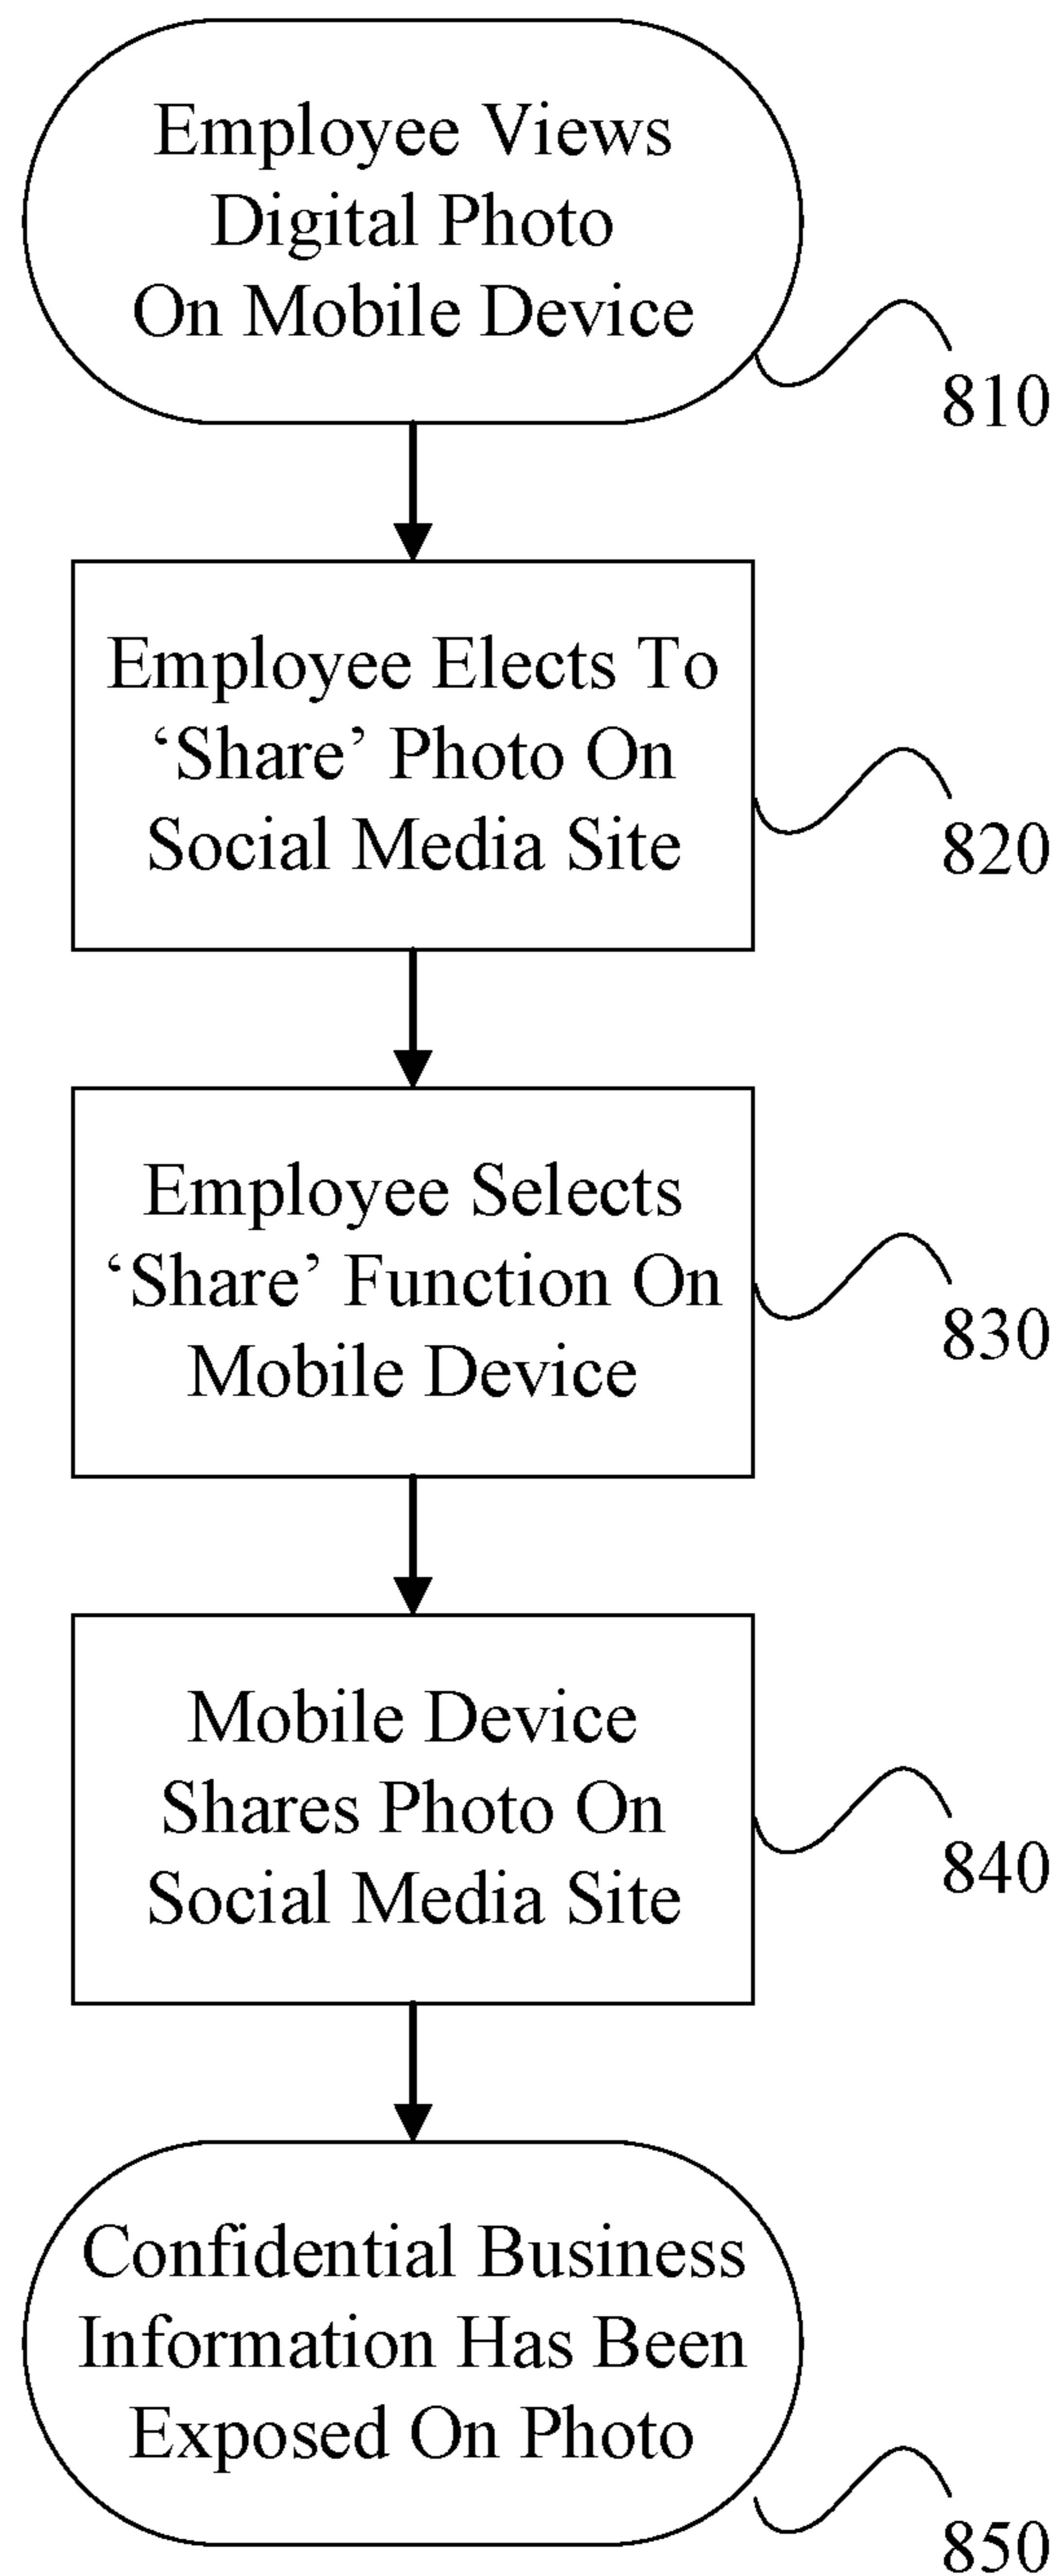 Employee Views
Digital Photo
On Mobile Device
810
Employee Elects To
‘Share’ Photo On
Social Media Site
820
Employee Selects
‘Share’ Function On
Mobile Device
830
Mobile Device
Shares Photo On
Social Media Site
840
Confidential Business
Information Has Been
Exposed On Photo
850